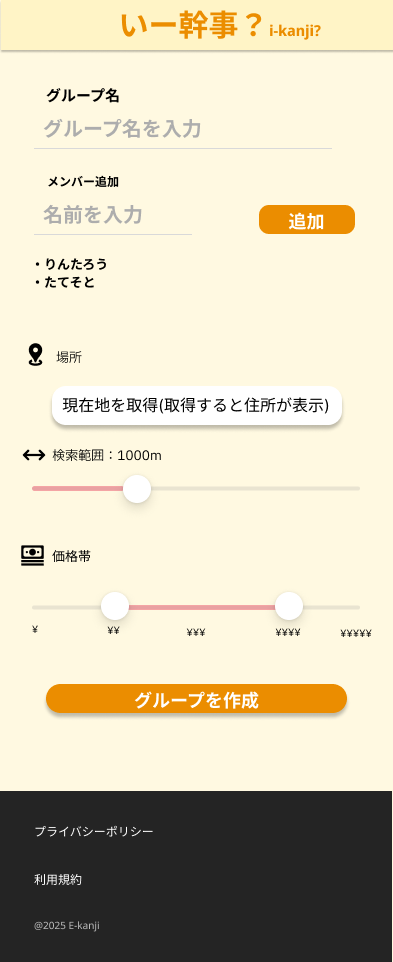 いー幹事？i-kanji?
グループ名
グループ名を入力
メンバー追加
名前を入力
追加
・りんたろう
・たてそと
場所
現在地を取得(取得すると住所が表示)
検索範囲：1000m
価格帯
¥ ¥¥ ¥¥¥ ¥¥¥¥ ¥¥¥¥¥
グループを作成
プライバシーポリシー
利用規約
@2025 E-kanji